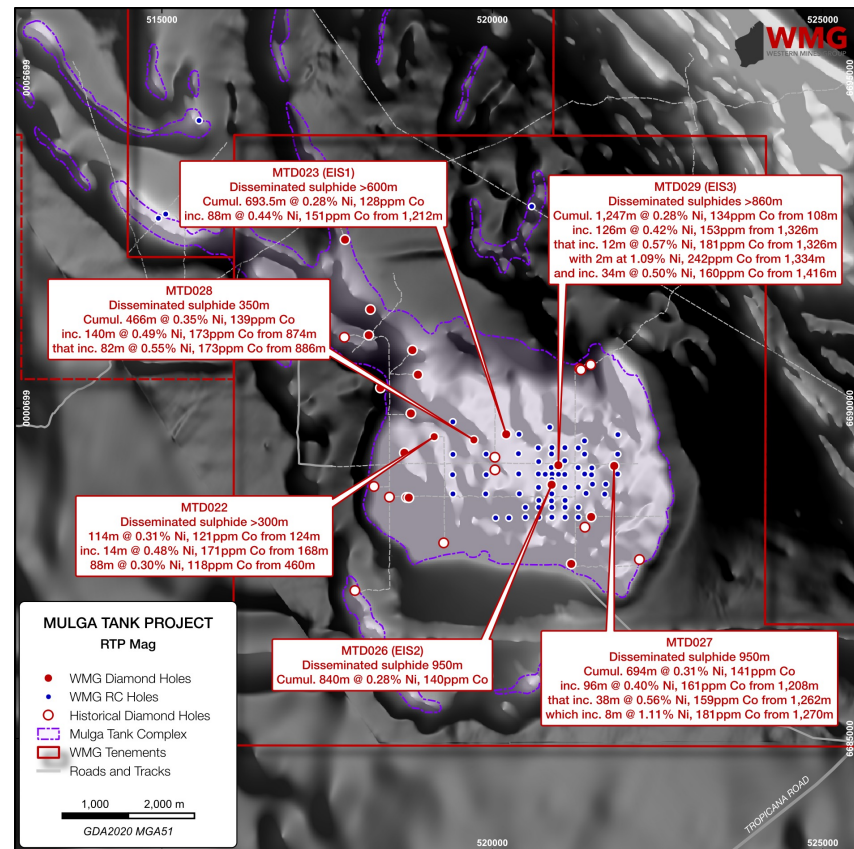 515000
520000
525000
WMG
WESTERN MINES GROUP
0005699
6695000
MTD023 (EIS1)
Disseminated sulphide >600m
Cumul. 693.5m @ 0.28% Ni, 128ppm Co
inc. 88m @ 0.44% Ni, 151ppm Co from 1,212m
MTD029 (EIS3)
Disseminated sulphides >860m
Cumul. 1,247m @ 0.28% Ni, 134ppm Co from 108m
inc. 126m @ 0.42% Ni, 153ppm from 1,326m
that inc. 12m @ 0.57% Ni, 181ppm Co from 1,326m
with 2m at 1.09% Ni, 242ppm Co from 1,334m
and inc. 34m @ 0.50% Ni, 160ppm Co from 1,416m
MTD028
Disseminated sulphide 350m
Cumul. 466m @ 0.35% Ni, 139ppm Co
inc. 140m @ 0.49% Ni, 173ppm Co from 874m
that inc. 82m @ 0.55% Ni, 173ppm Co from 886m
0000699
6690000
MTD022
Disseminated sulphide >300m
114m @ 0.31% Ni, 121ppm Co from 124m
inc. 14m @ 0.48% Ni, 171ppm Co from 168m
88m @ 0.30% Ni, 118ppm Co from 460m
MTD026 (EIS2)
Disseminated sulphide 950m
Cumul. 840m @ 0.28% Ni, 140ppm Co
MTD027
Disseminated sulphide 950m
Cumul. 694m @ 0.31% Ni, 141ppm Co
inc. 96m @ 0.40% Ni, 161ppm Co from 1,208m
that inc. 38m @ 0.56% Ni, 159ppm Co from 1,262m
which inc. 8m @ 1.11% Ni, 181ppm Co from 1,270m
MULGA TANK PROJECT
RTP Mag
WMG Diamond Holes
WMG RC Holes
Historical Diamond Holes
Mulga Tank Complex
WMG Tenements
Roads and Tracks
1,000 2,000 m
GDA2020 MGA51
6685000
TROPICANA ROAD
520000
525000